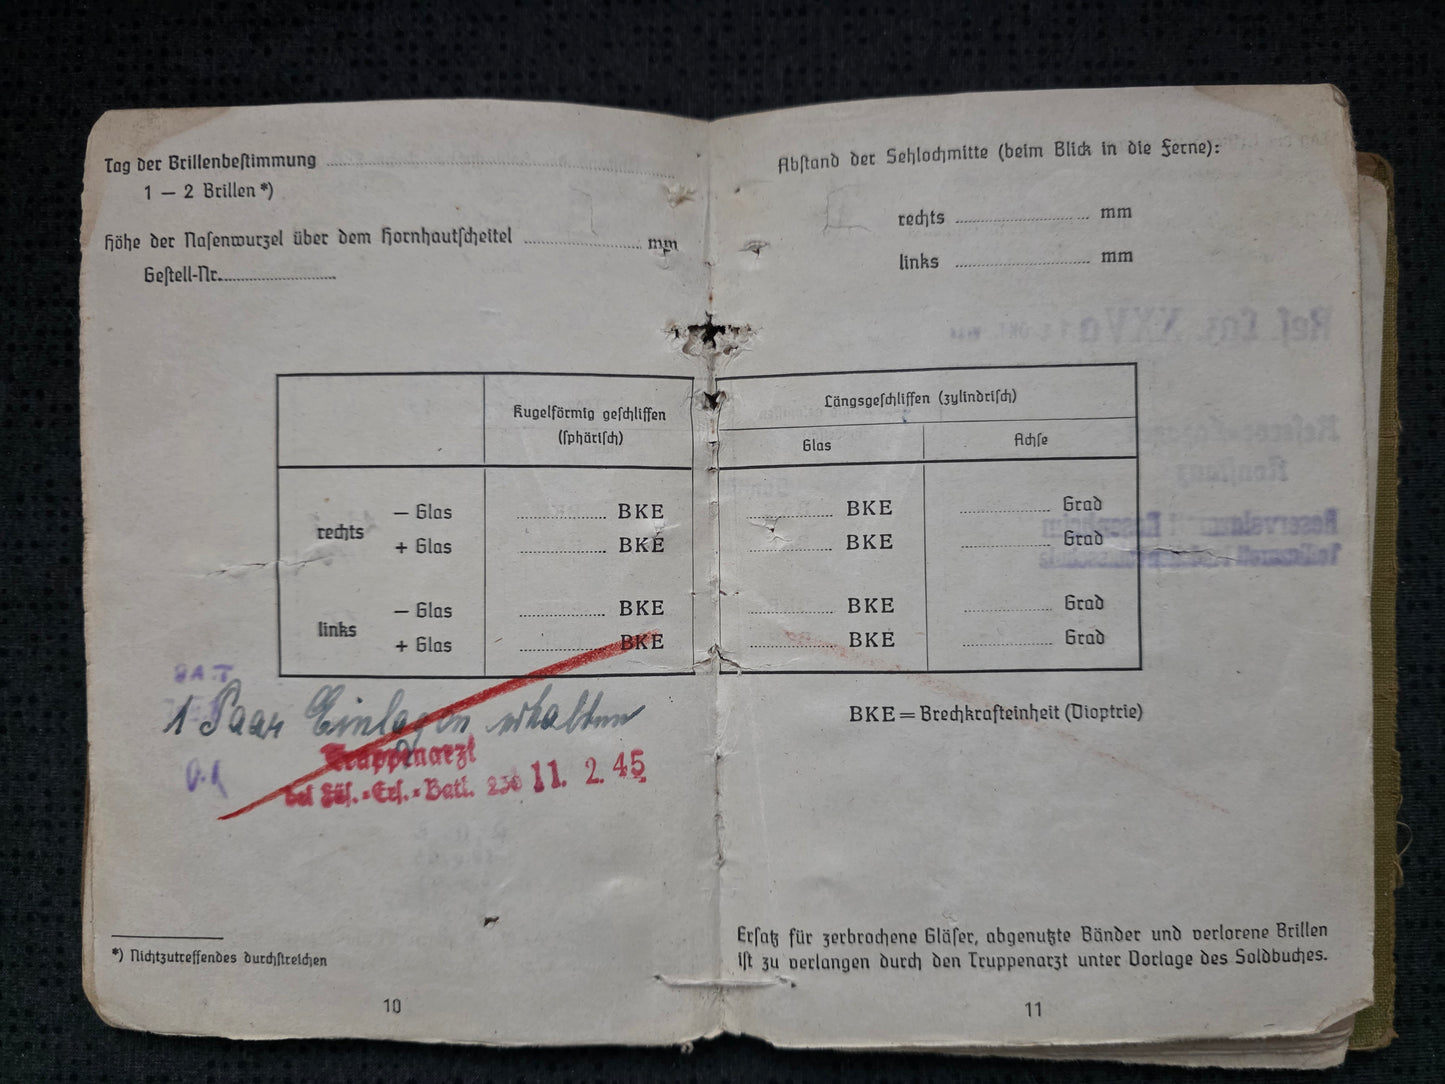 Tag der Brillenbeſtimmung
1 — 2 Brillen *)
Höhe der Naſenwurzel über dem Hornhautſcheitel mm
Geſtell-Nr.
Kugelförmig geſchliffen
(ſphäriſch)
rechts
— Glas BKE
+ Glas BKE
links
— Glas BKE
+ Glas BKE
1 Paar Einlagen erhalten
Truppenarzt
bei Füſ.-Erſ.-Batl. 230 11. 2. 45
*) Nichtzutreffendes durchſtreichen
10
Abſtand der Sehlochmitte (beim Blick in die Ferne):
rechts mm
links mm
Reſ. Laz. XXV
Längsgeſchliffen (zylindriſch)
Glas Achſe
BKE Grad
BKE Grad
BKE Grad
BKE Grad
BKE = Brechkrafteinheit (Dioptrie)
Erſatz für zerbrochene Gläſer, abgenutzte Bänder und verlorene Brillen
iſt zu verlangen durch den Truppenarzt unter Vorlage des Soldbuches.
11